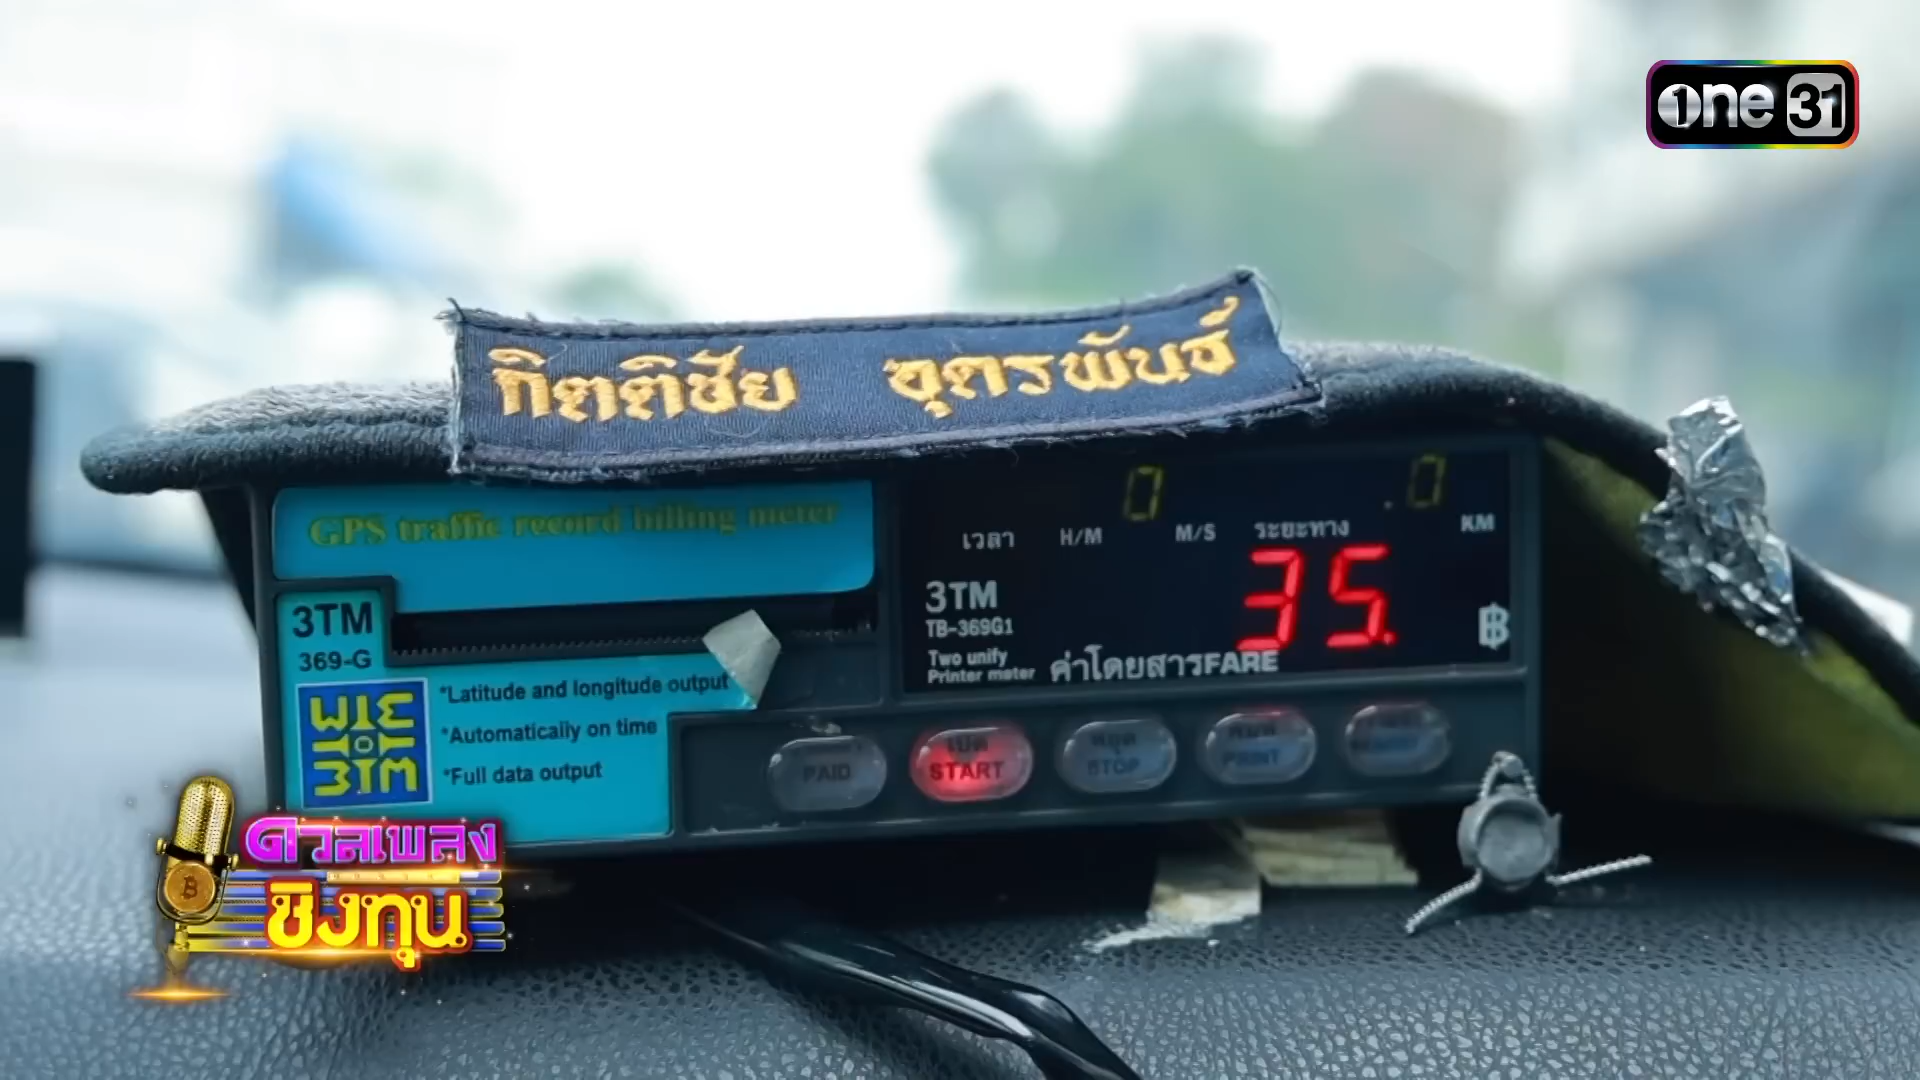 one 31
กิตติชัย อุดรพันธ์
GPS traffic record billing meter
เวลา H/M 0 M/S ระยะทาง .0 KM
3TM
369-G
3TM
TB-369G1
Two unify
Printer meter
ค่าโดยสารFARE
35.
฿
*Latitude and longitude output
*Automatically on time
*Full data output
PAID
START
STOP
PRINT
ดวลเพลง
ชิงทุน